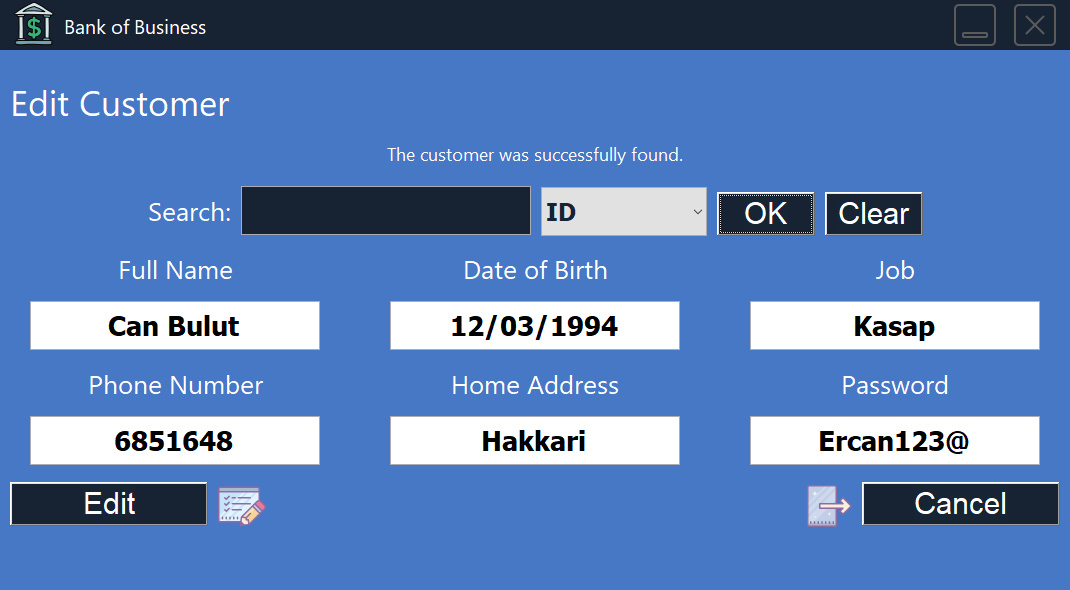 $ Bank of Business
Edit Customer
The customer was successfully found.
Search: ID OK Clear
Full Name Date of Birth Job
Can Bulut 12/03/1994 Kasap
Phone Number Home Address Password
6851648 Hakkari Ercan123@
Edit Cancel